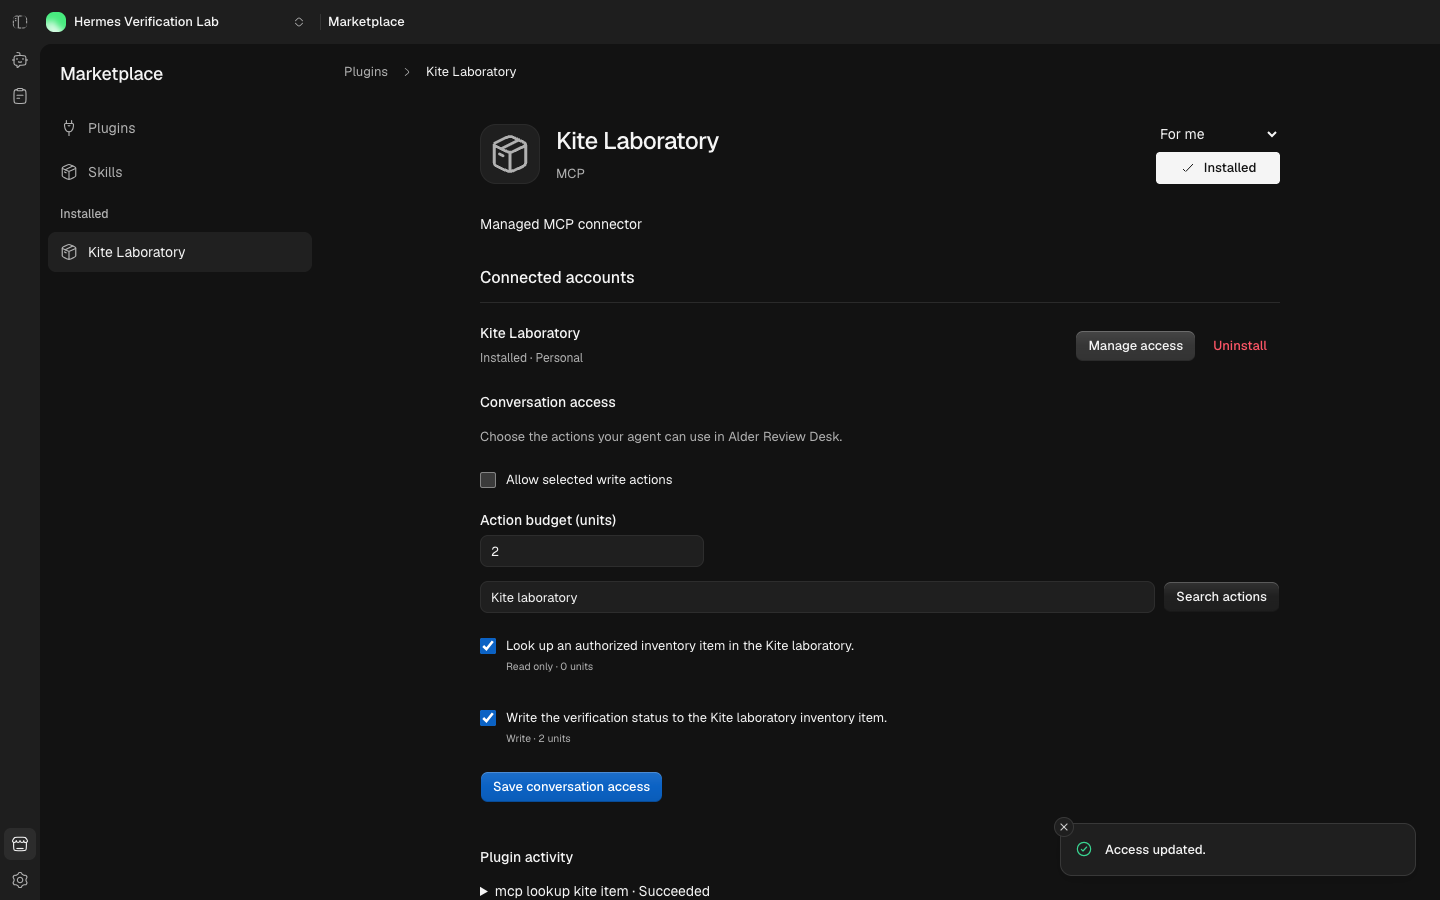 Hermes Verification Lab
Marketplace
Marketplace
Plugins
Skills
Installed
Kite Laboratory
Plugins
Kite Laboratory
Kite Laboratory
MCP
For me
Installed
Managed MCP connector
Connected accounts
Kite Laboratory
Installed · Personal
Manage access
Uninstall
Conversation access
Choose the actions your agent can use in Alder Review Desk.
Allow selected write actions
Action budget (units)
2
Kite laboratory
Search actions
Look up an authorized inventory item in the Kite laboratory.
Read only · 0 units
Write the verification status to the Kite laboratory inventory item.
Write · 2 units
Save conversation access
Plugin activity
mcp lookup kite item · Succeeded
Access updated.